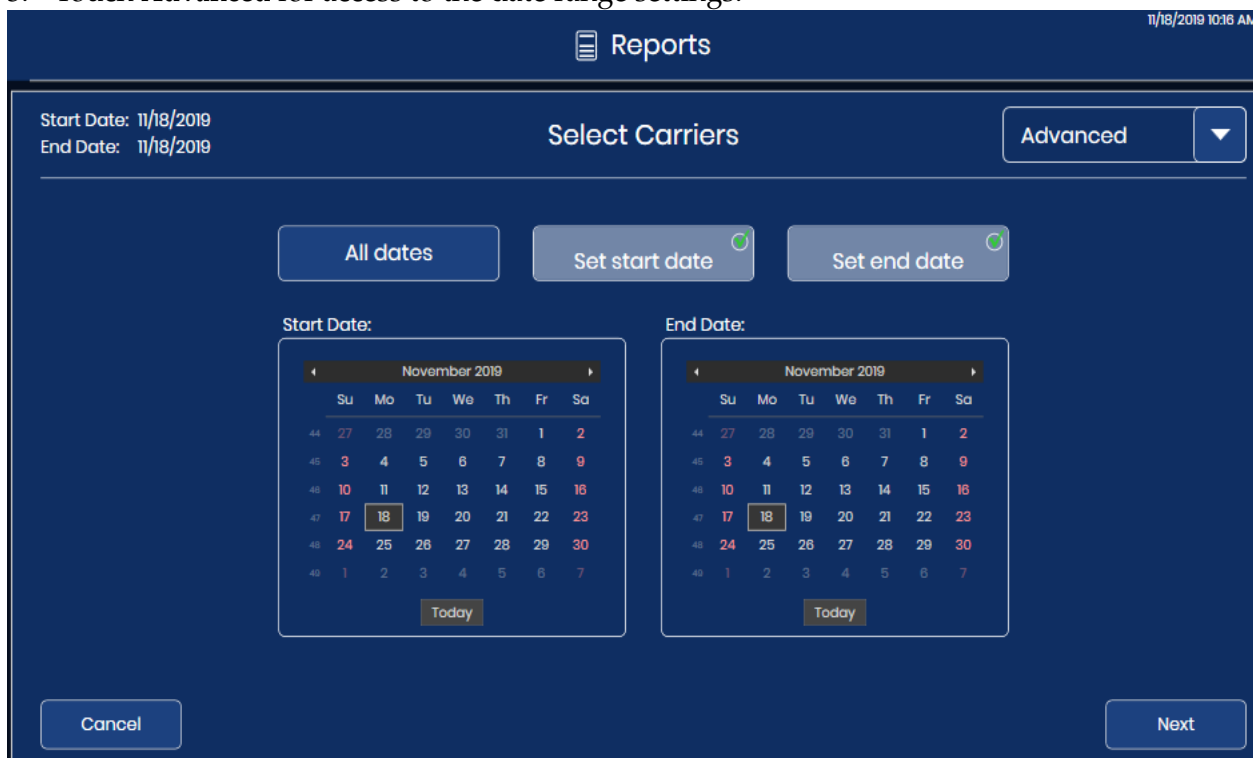 Touch Advanced for access to the date range settings.
11/18/2019 10:16 AM
Reports
Start Date: 11/18/2019
End Date: 11/18/2019
Select Carriers
Advanced
All dates
Set start date
Set end date
Start Date:
November 2019
Su Mo Tu We Th Fr Sa
44 27 28 29 30 31 1 2
45 3 4 5 6 7 8 9
46 10 11 12 13 14 15 16
47 17 18 19 20 21 22 23
48 24 25 26 27 28 29 30
49 1 2 3 4 5 6 7
Today
End Date:
November 2019
Su Mo Tu We Th Fr Sa
44 27 28 29 30 31 1 2
45 3 4 5 6 7 8 9
46 10 11 12 13 14 15 16
47 17 18 19 20 21 22 23
48 24 25 26 27 28 29 30
49 1 2 3 4 5 6 7
Today
Cancel
Next